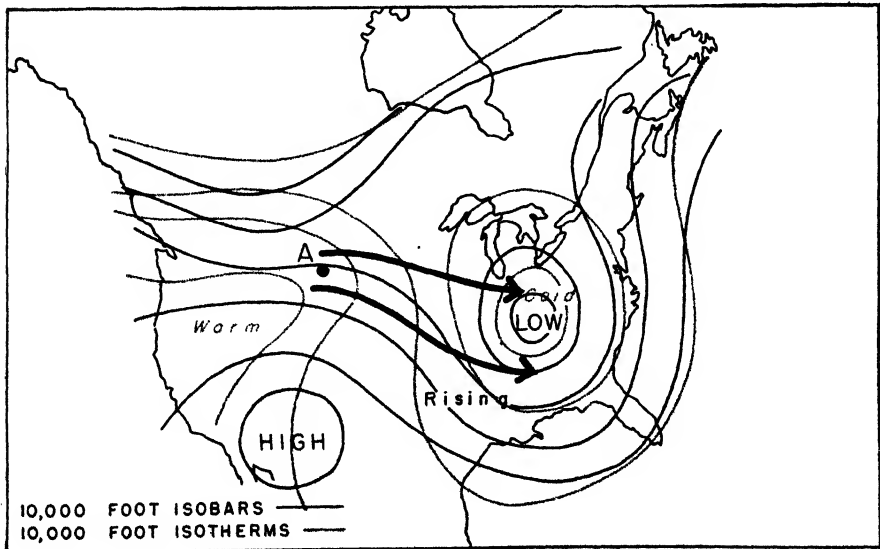 A
Cold
LOW
Warm
Rising
HIGH
10,000 FOOT ISOBARS
10,000 FOOT ISOTHERMS